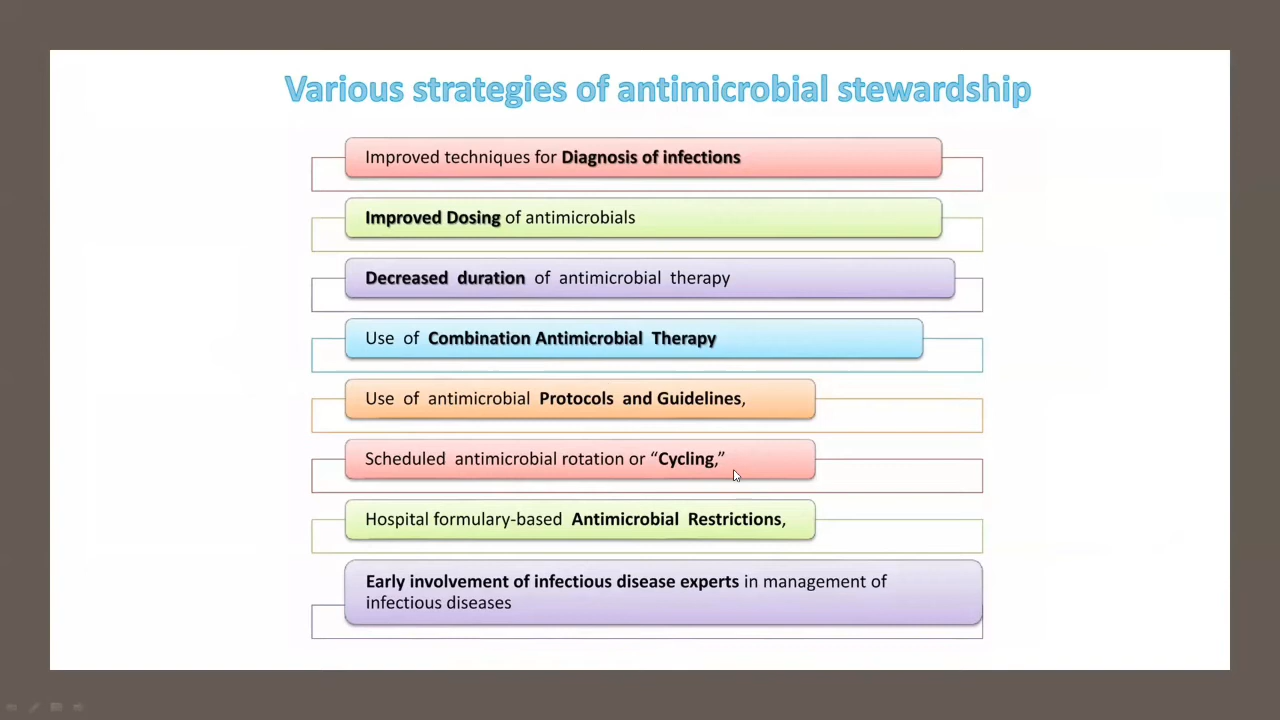 Various strategies of antimicrobial stewardship
Improved techniques for Diagnosis of infections
Improved Dosing of antimicrobials
Decreased duration of antimicrobial therapy
Use of Combination Antimicrobial Therapy
Use of antimicrobial Protocols and Guidelines,
Scheduled antimicrobial rotation or “Cycling,”
Hospital formulary-based Antimicrobial Restrictions,
Early involvement of infectious disease experts in management of
infectious diseases